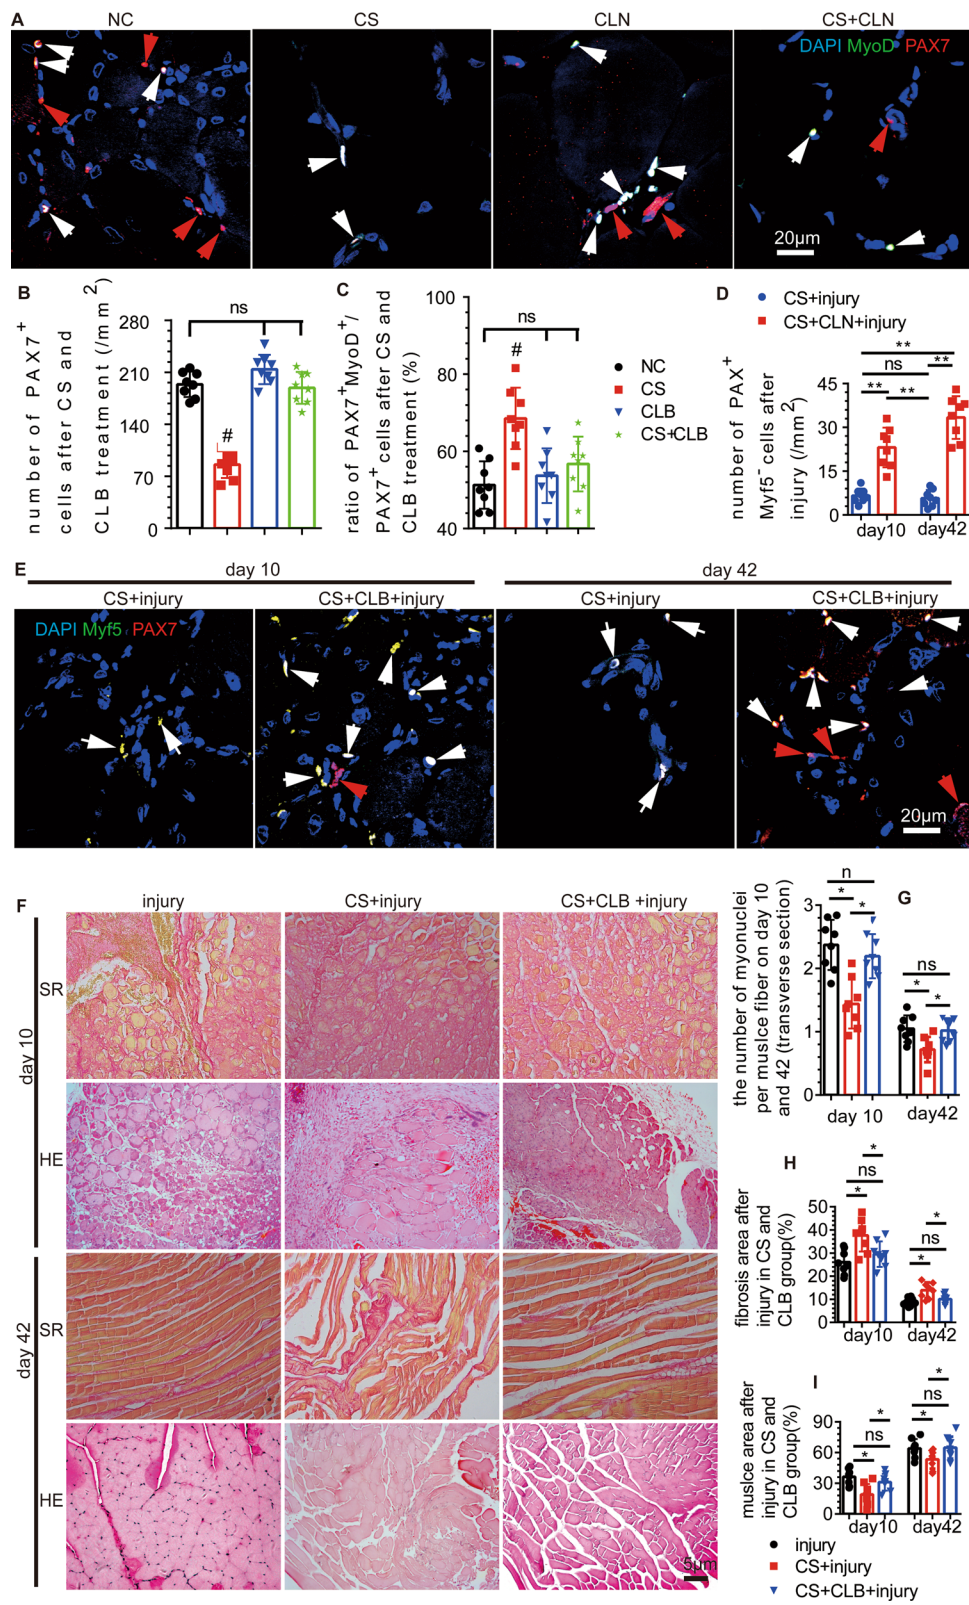 A
NC
CS
CLN
CS+CLN
DAPI MyoD PAX7
20μm
B
number of PAX7+
cells after CS and
CLB treatment (/mm2)
280
210
140
70
0
ns
#
C
ratio of PAX7+MyoD+/
PAX7+ cells after CS and
CLB treatment (%)
100
80
60
40
ns
#
NC
CS
CLB
CS+CLB
D
CS+injury
CS+CLN+injury
number of PAX+
Myf5- cells after
injury (/mm2)
45
30
15
0
**
ns
**
**
**
day10
day42
E
day 10
day 42
CS+injury
CS+CLB+injury
CS+injury
CS+CLB+injury
DAPI Myf5 PAX7
20μm
F
injury
CS+injury
CS+CLB +injury
day 10
SR
HE
day 42
SR
HE
5μm
G
the number of myonuclei
per muslce fiber on day 10
and 42 (transverse section)
3
2
1
0
n
*
*
ns
*
*
day 10
day42
H
fibrosis area after
injury in CS and
CLB group(%)
50
40
30
20
10
0
*
ns
*
*
ns
*
day10
day42
I
muslce area after
injury in CS and
CLB group(%)
90
60
30
0
*
ns
*
*
ns
*
day10
day42
injury
CS+injury
CS+CLB+injury